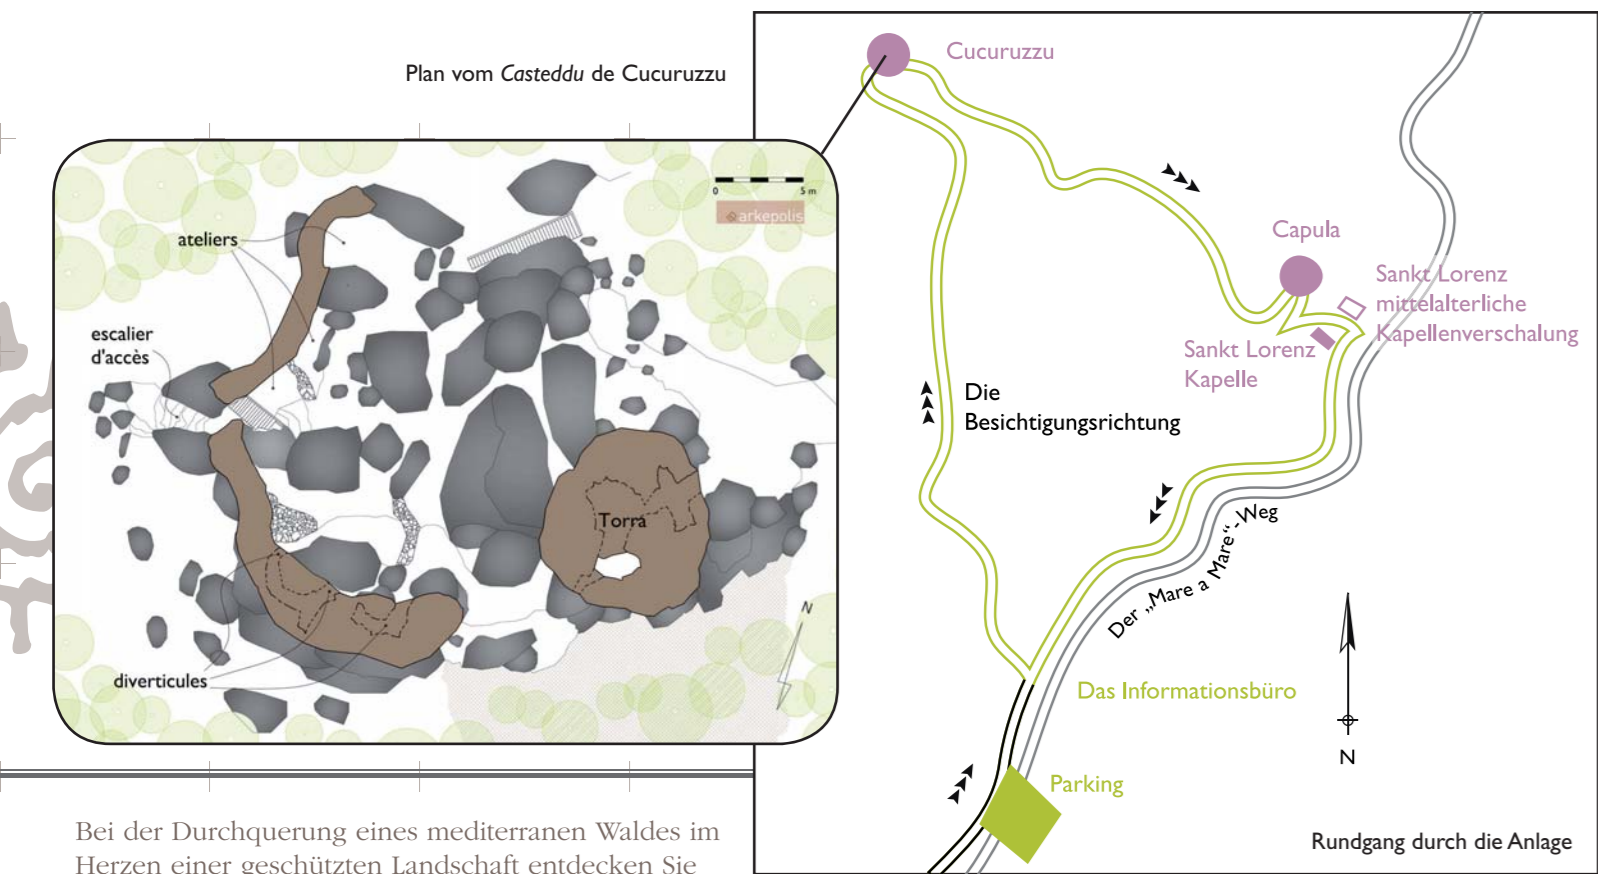 Plan vom Casteddu de Cucuruzzu
0 5 m
arkepolis
ateliers
escalier
d'accès
Torra
diverticules
N
Cucuruzzu
Capula
Sankt Lorenz
mittelalterliche
Kapellenverschalung
Sankt Lorenz
Kapelle
Die
Besichtigungsrichtung
Der „Mare a Mare“-Weg
Das Informationsbüro
Parking
N
Rundgang durch die Anlage
Bei der Durchquerung eines mediterranen Waldes im
Herzen einer geschützten Landschaft entdecken Sie